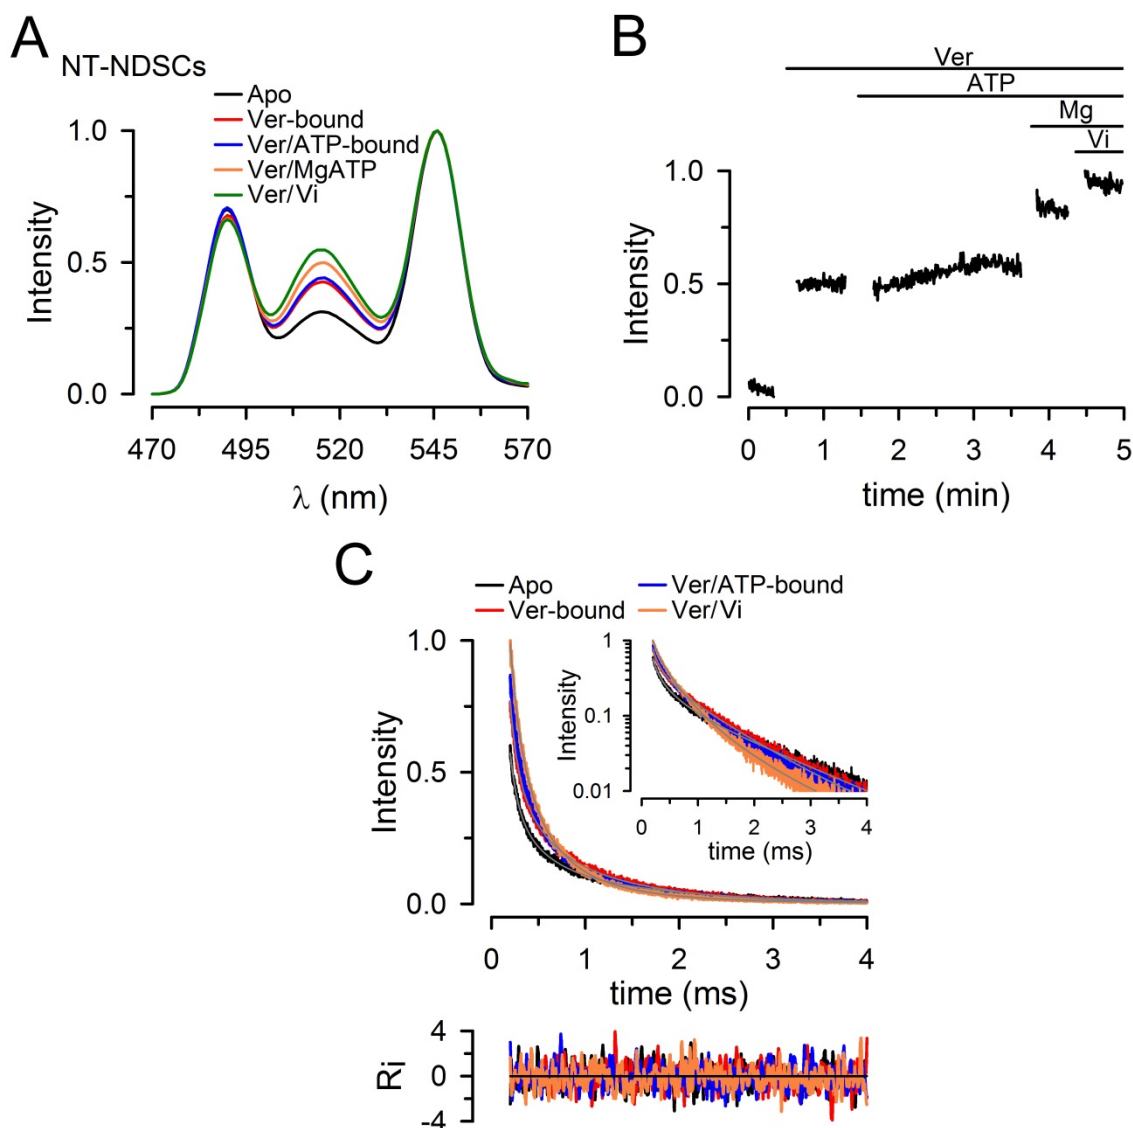 A
NT-NDSCs
Apo
Ver-bound
Ver/ATP-bound
Ver/MgATP
Ver/Vi
1.0
0.5
0.0
Intensity
470 495 520 545 570
λ (nm)
B
Ver
ATP
Mg
Vi
1.0
0.5
0.0
Intensity
0 1 2 3 4 5
time (min)
C
Apo Ver/ATP-bound
Ver-bound Ver/Vi
1.0
0.5
0.0
Intensity
1
0.1
0.01
Intensity
0 1 2 3 4
time (ms)
0 1 2 3 4
time (ms)
4
0
-4
Ri